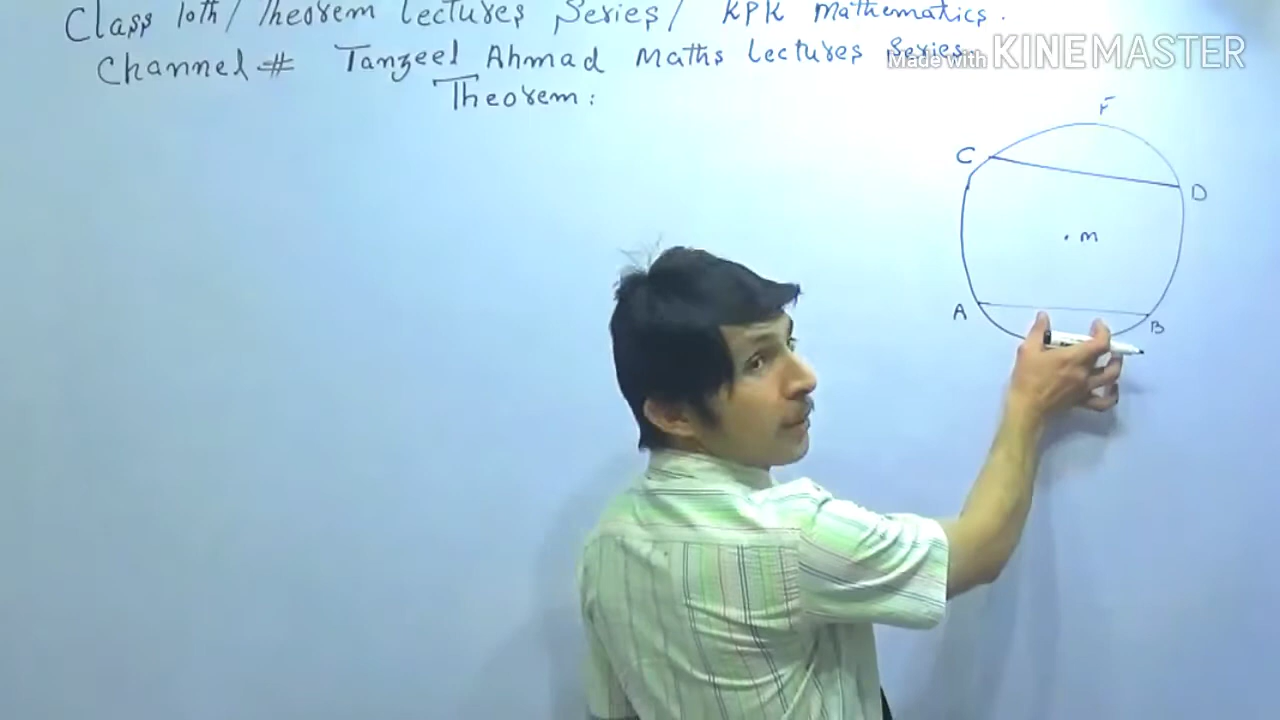 Class 10th / Theorem Lectures Series / KPK Mathematics.
Channel # Tanzeel Ahmad Maths Lectures Series.
Made with KINEMASTER
Theorem:
F
C
D
. m
A
B